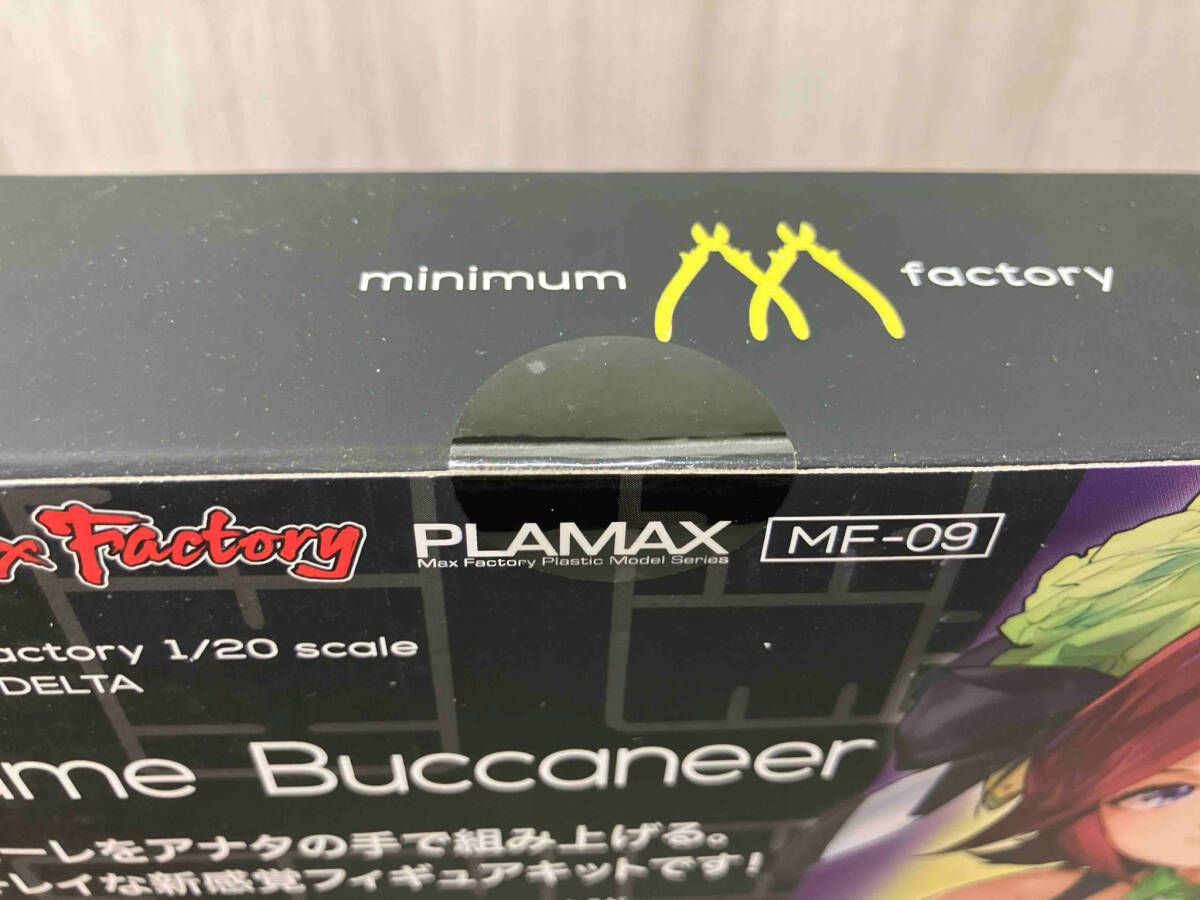 minimum factory
x Factory PLAMAX MF-09
Max Factory Plastic Model Series
actory 1/20 scale
DELTA
ame Buccaneer
ーレをアナタの手で組み上げる。
キレイな新感覚フィギュアキットです!